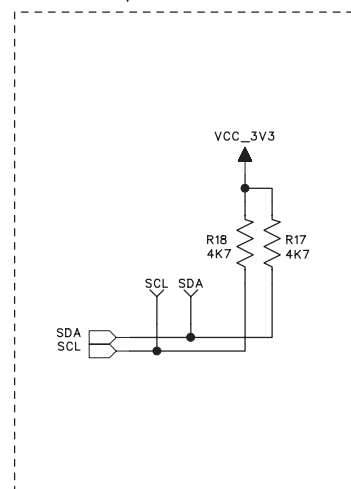 VCC_3V3
R18 R17
4K7 4K7
SCL SDA
SDA
SCL